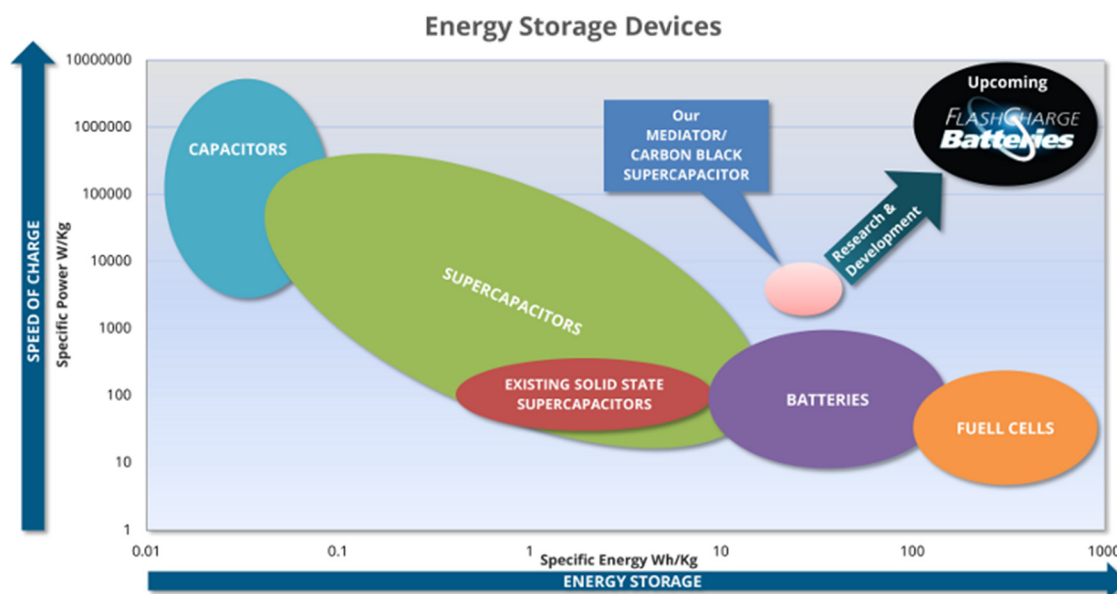 Energy Storage Devices
SPEED OF CHARGE
Specific Power W/Kg
10000000
1000000
100000
10000
1000
100
10
1
CAPACITORS
SUPERCAPACITORS
EXISTING SOLID STATE
SUPERCAPACITORS
Our
MEDIATOR/
CARBON BLACK
SUPERCAPACITOR
Upcoming
FLASHCHARGE
Batteries
Research &
Development
BATTERIES
FUELL CELLS
0.01
0.1
1
10
100
1000
Specific Energy Wh/Kg
ENERGY STORAGE